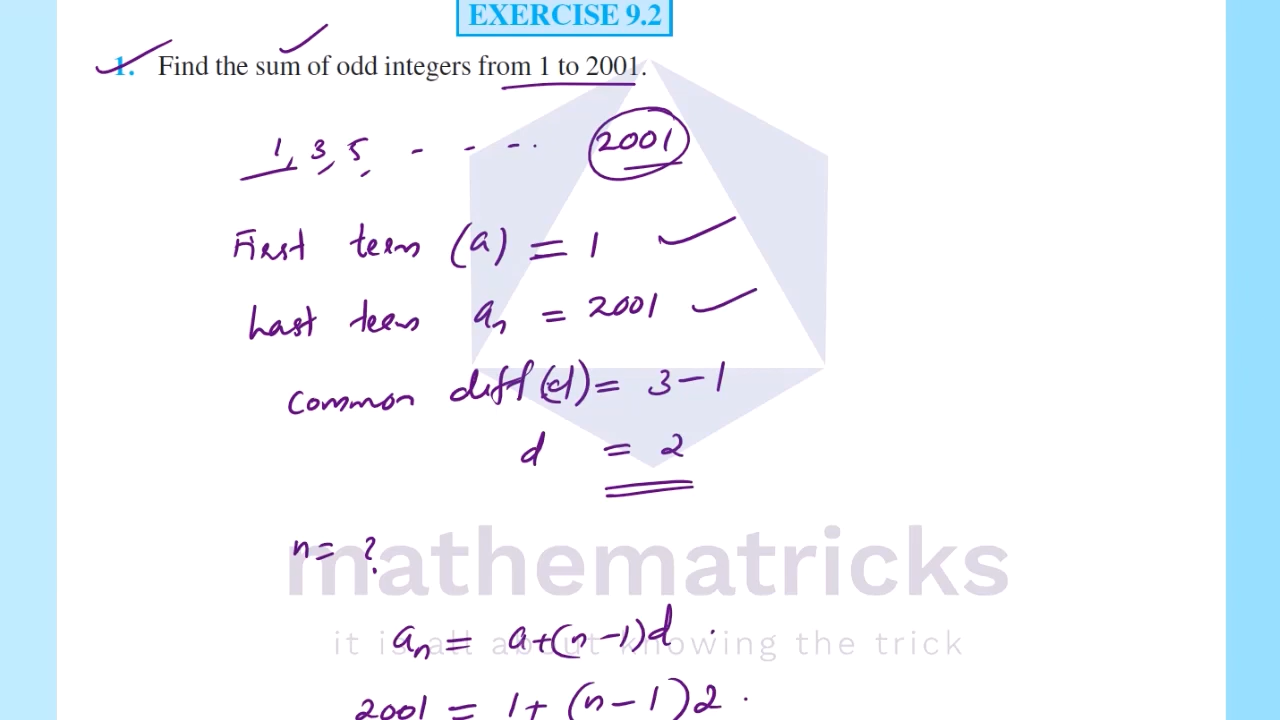 EXERCISE 9.2
1. Find the sum of odd integers from 1 to 2001.
1, 3, 5, - - - . 2001
First term (a) = 1
Last term aₙ = 2001
Common diff (d) = 3 - 1
d = 2
n = ?
mathematricks
aₙ = a + (n - 1)d .
it is all about knowing the trick
2001 = 1 + (n - 1)2 .